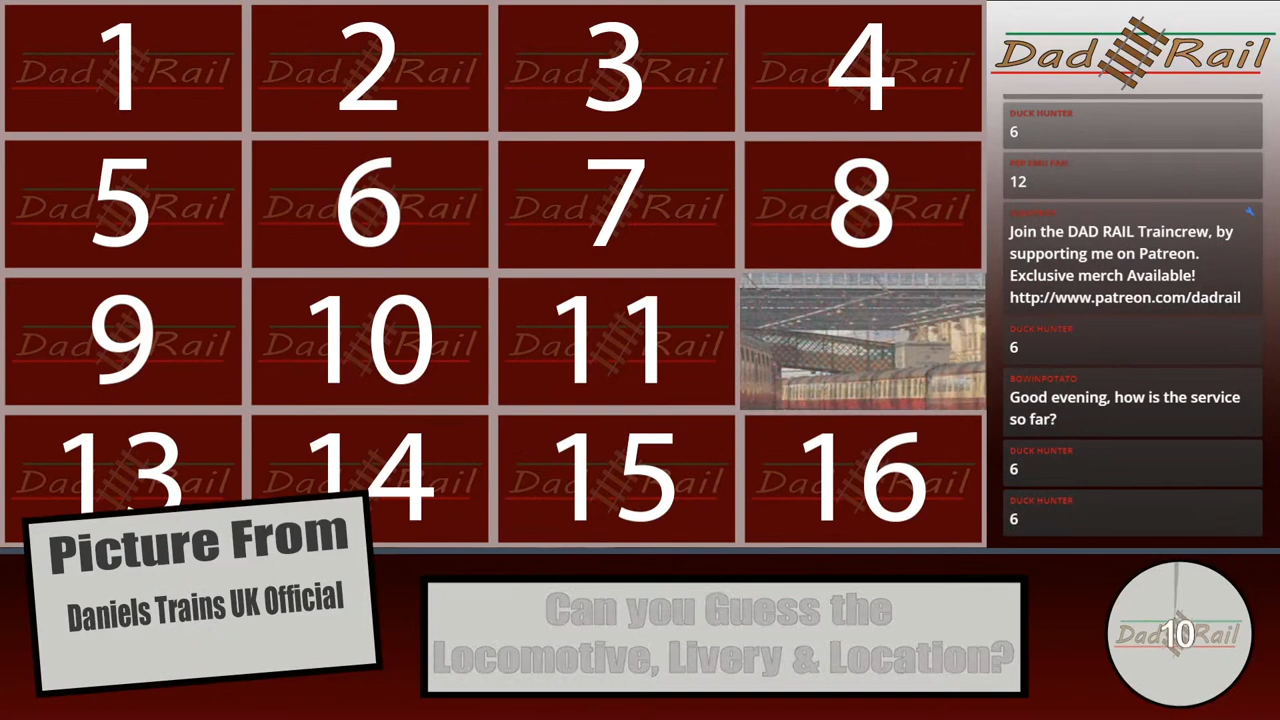 1 2 3 4
5 6 7 8
9 10 11
13 14 15 16
Dad Rail
DUCK HUNTER
6
12
Join the DAD RAIL Traincrew, by
supporting me on Patreon.
Exclusive merch Available!
http://www.patreon.com/dadrail
DUCK HUNTER
6
BOWINPOTATO
Good evening, how is the service
so far?
DUCK HUNTER
6
DUCK HUNTER
6
Picture From
Daniels Trains UK Official
Can you Guess the
Locomotive, Livery & Location?
Dad Rail
10